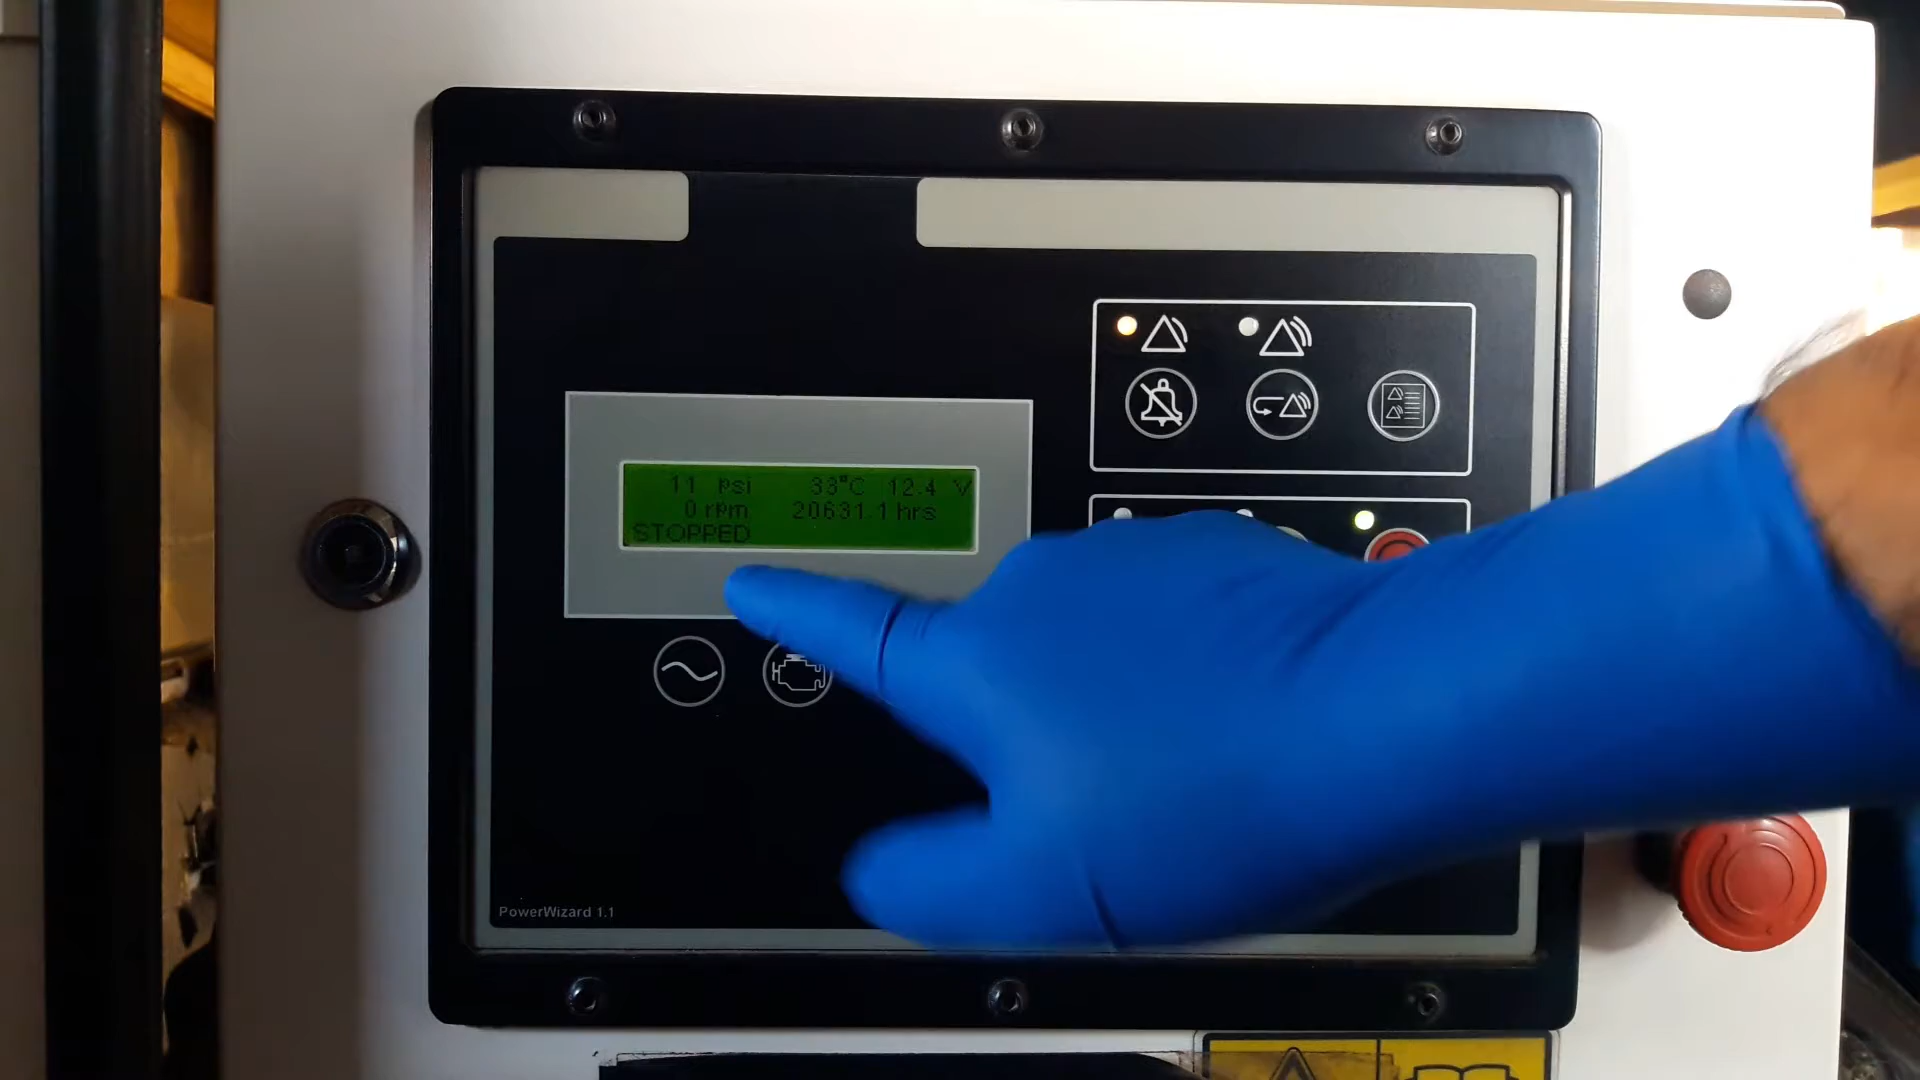 11 psi 33°C 12.4 V
0 rpm 20631.1 hrs
STOPPED
PowerWizard 1.1